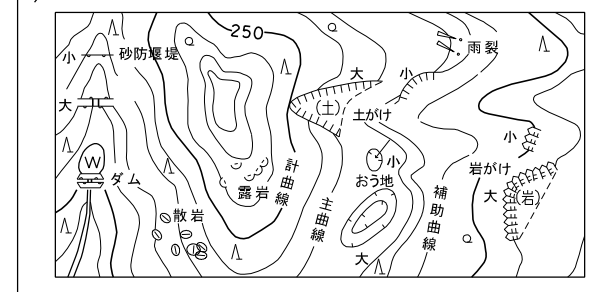 250
小 砂防堰堤
雨裂
大
小
大
(土)
土がけ
小
W
ダム
小
おう地
岩がけ
大
(岩)
露岩
計曲線
主曲線
補助曲線
散岩
大